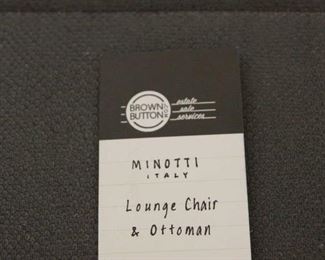 BROWN
BUTTON
estate
sale
services
MINOTTI
ITALY
Lounge Chair
& Ottoman